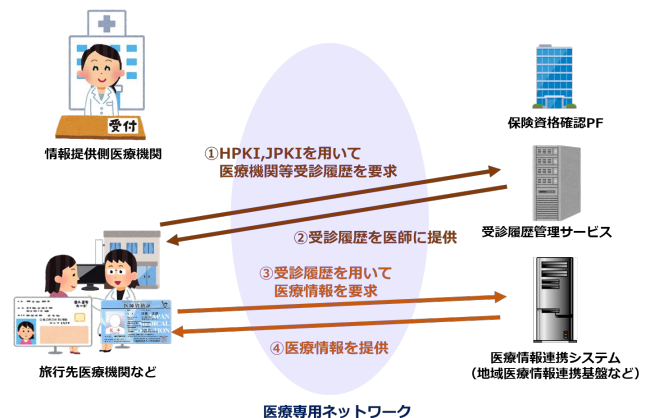 受付
情報提供側医療機関
保険資格確認PF
①HPKI,JPKIを用いて
医療機関等受診履歴を要求
②受診履歴を医師に提供
受診履歴管理サービス
③受診履歴を用いて
医療情報を要求
④医療情報を提供
旅行先医療機関など
医療情報連携システム
（地域医療情報連携基盤など）
医療専用ネットワーク